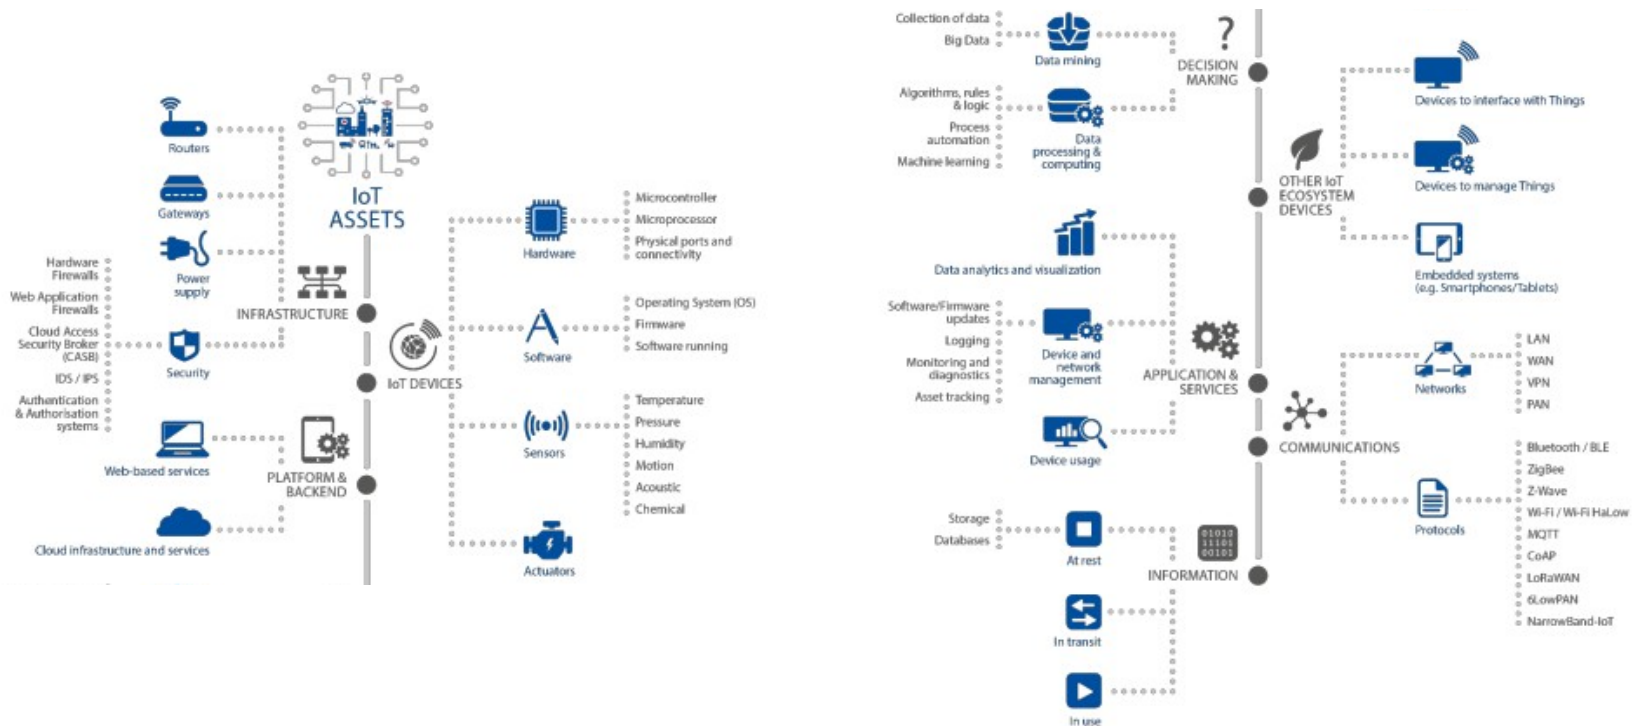 IoT
ASSETS
Routers
Gateways
Power
supply
INFRASTRUCTURE
Hardware
Firewalls
Web Application
Firewalls
Cloud Access
Security Broker
(CASB)
IDS / IPS
Authentication
& Authorisation
systems
Security
IoT DEVICES
Hardware
Microcontroller
Microprocessor
Physical ports and
connectivity
Software
Operating System (OS)
Firmware
Software running
Sensors
Temperature
Pressure
Humidity
Motion
Acoustic
Chemical
Actuators
PLATFORM &
BACKEND
Web-based services
Cloud infrastructure and services
DECISION
MAKING
Collection of data
Big Data
Data mining
Algorithms, rules
& logic
Process
automation
Machine learning
Data
processing &
computing
OTHER IoT
ECOSYSTEM
DEVICES
Devices to interface with Things
Devices to manage Things
Embedded systems
(e.g. Smartphones/Tablets)
APPLICATION &
SERVICES
Data analytics and visualization
Software/Firmware
updates
Logging
Monitoring and
diagnostics
Asset tracking
Device and
network
management
Device usage
COMMUNICATIONS
Networks
LAN
WAN
VPN
PAN
Protocols
Bluetooth / BLE
ZigBee
Z-Wave
Wi-Fi / Wi-Fi HaLow
MQTT
CoAP
LoRaWAN
6LowPAN
NarrowBand-IoT
01010
11101
00101
INFORMATION
Storage
Databases
At rest
In transit
In use